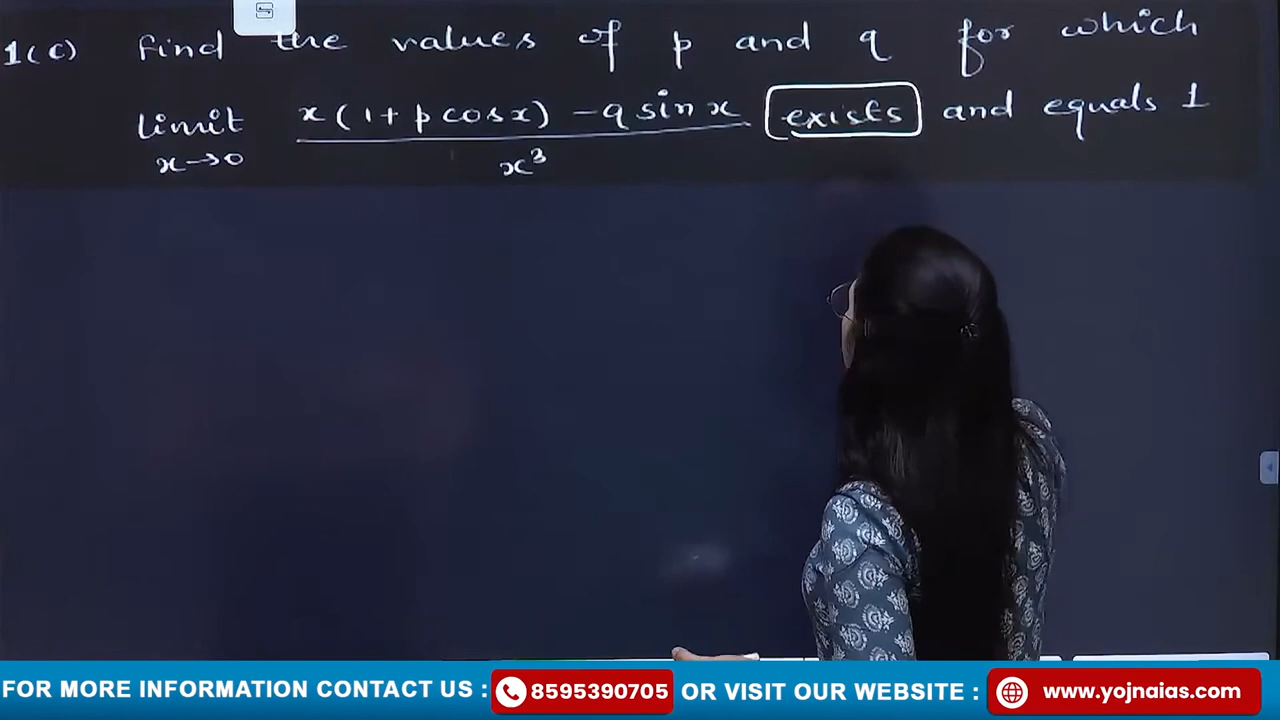 1(c) Find the values of p and q for which
limit x→0 x(1+p cos x) - q sin x / x³ exists and equals 1
FOR MORE INFORMATION CONTACT US : 8595390705 OR VISIT OUR WEBSITE : www.yojnaias.com